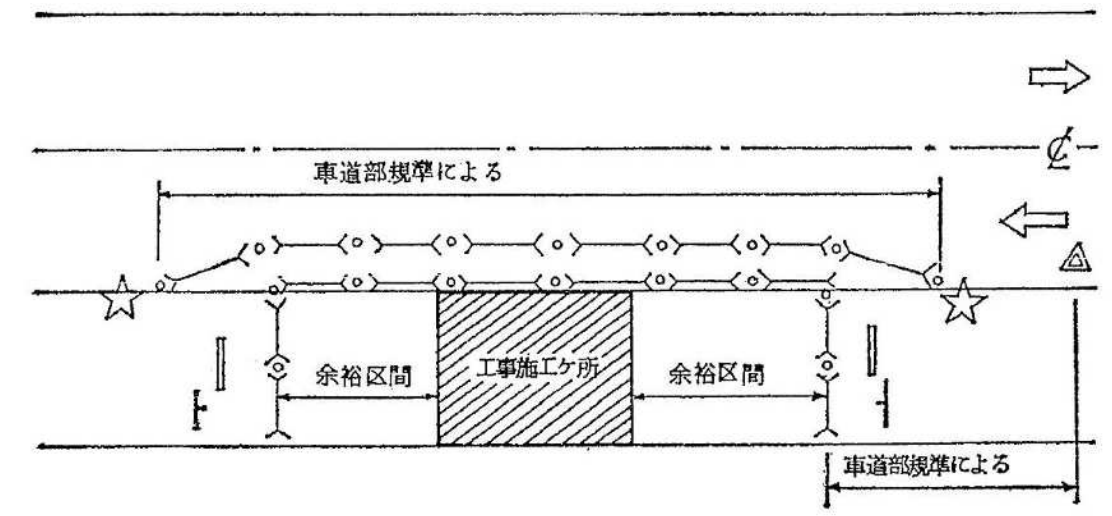 ℄
車道部規準による
余裕区間
工事施工ケ所
余裕区間
車道部規準による